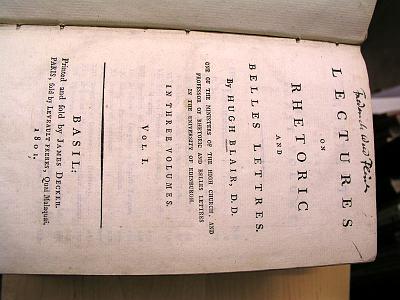 LECTURES
ON
RHETORIC
AND
BELLES LETTRES.
By HUGH BLAIR, D.D.
ONE OF THE MINISTERS OF THE HIGH CHURCH, AND
PROFESSOR OF RHETORIC AND BELLES LETTRES
IN THE UNIVERSITY OF EDINBURGH.
IN THREE VOLUMES.
VOL. I.
BASIL:
Printed and sold by JAMES DECKER.
PARIS, sold by LEVRAULT FRERES, Quai Malaquai.
1801.